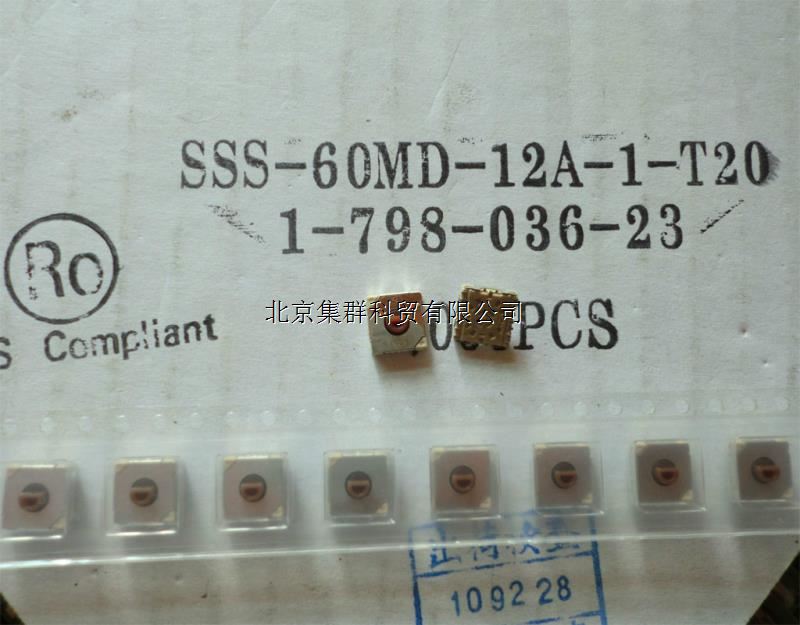 SSS-60MD-12A-1-T20
1-798-036-23
Ro
北京集群科贸有限公司
S Compliant
PCS
109228